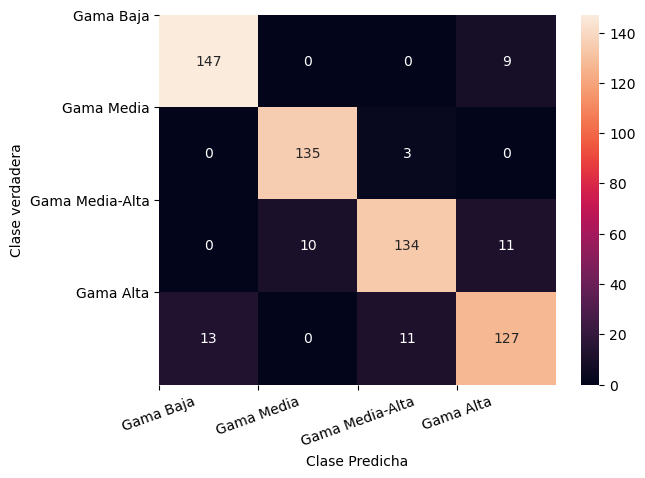 Gama Baja
147 0 0 9
140
120
Gama Media
0 135 3 0
100
Clase verdadera
80
Gama Media-Alta
0 10 134 11
60
Gama Alta
40
13 0 11 127
20
0
Gama Baja Gama Media Gama Media-Alta Gama Alta
Clase Predicha